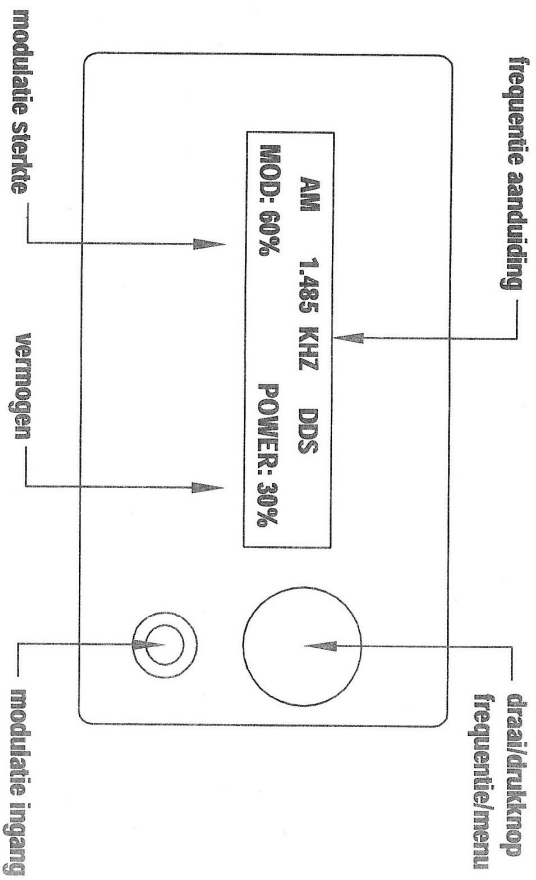 frequentie aanduiding
draai/drukknop
frequentie/menu
AM 1.485 KHZ DDS
MOD: 60% POWER: 30%
modulatie sterkte
vermogen
modulatie ingang